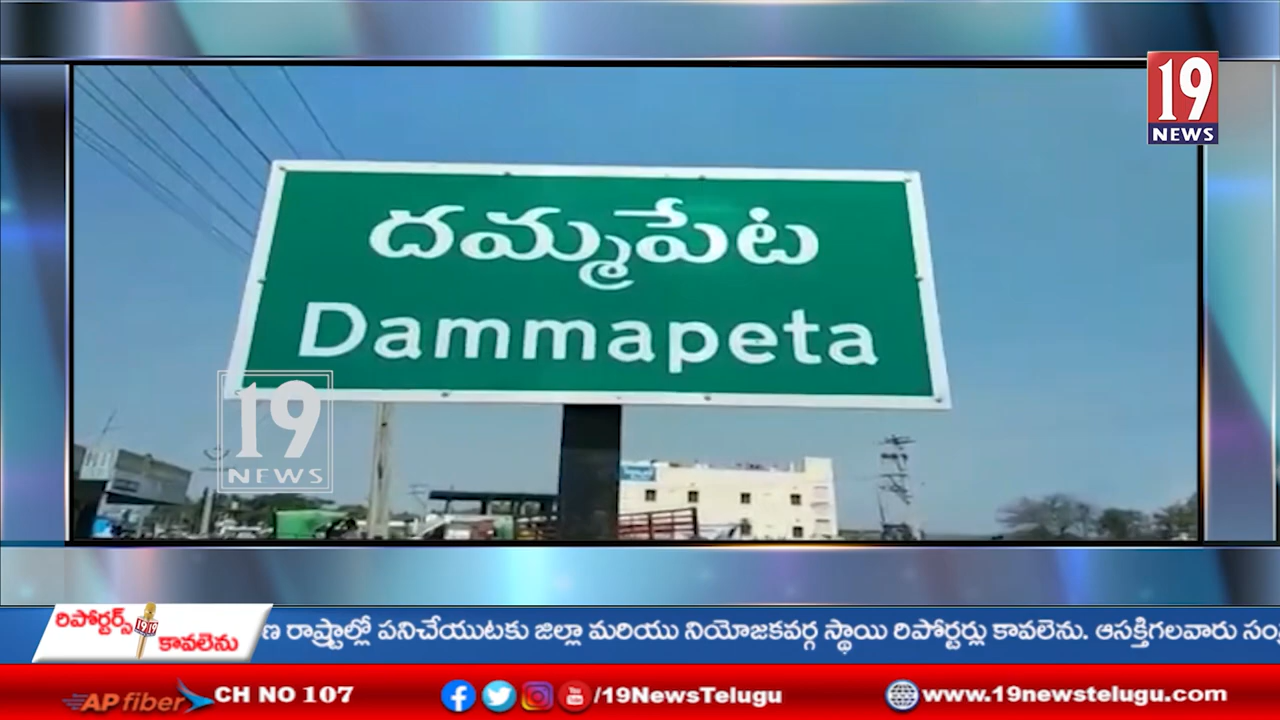 19
NEWS
దమ్మపేట
Dammapeta
19
NEWS
రిపోర్టర్స్
కావలెను
రాష్ట్రాల్లో పనిచేయుటకు జిల్లా మరియు నియోజకవర్గ స్థాయి రిపోర్టర్లు కావలెను. ఆసక్తిగలవారు
AP fiber CH NO 107 /19NewsTelugu www.19newstelugu.com